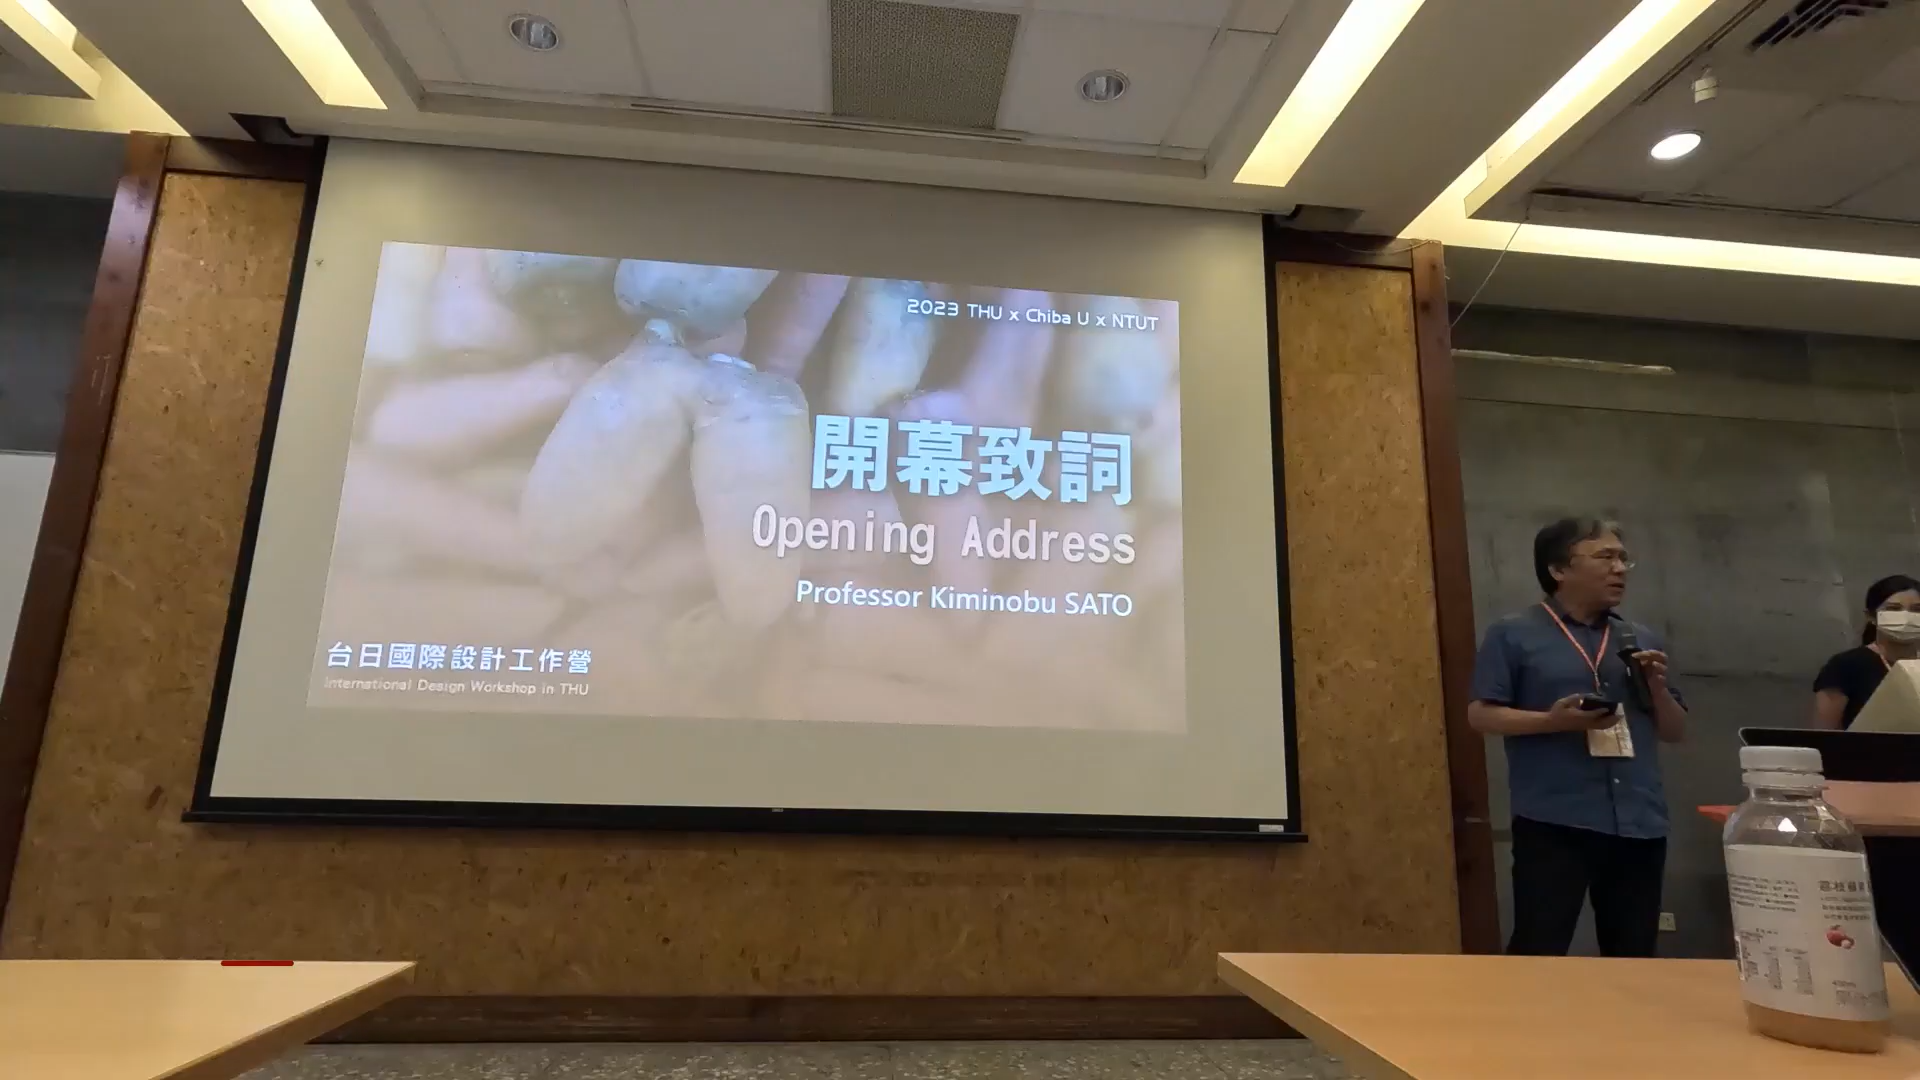 2023 THU x Chiba U x NTUT
開幕致詞
Opening Address
Professor Kiminobu SATO
台日國際設計工作營
International Design Workshop in THU